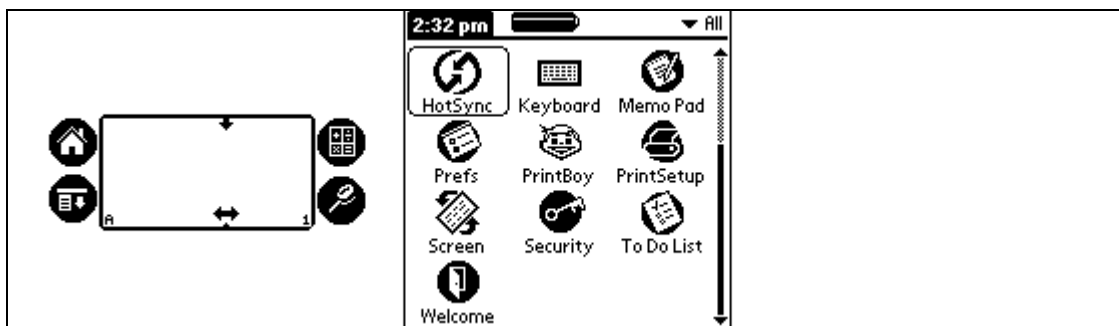 2:32 pm All
HotSync Keyboard Memo Pad
Prefs PrintBoy PrintSetup
A 1
Screen Security To Do List
Welcome